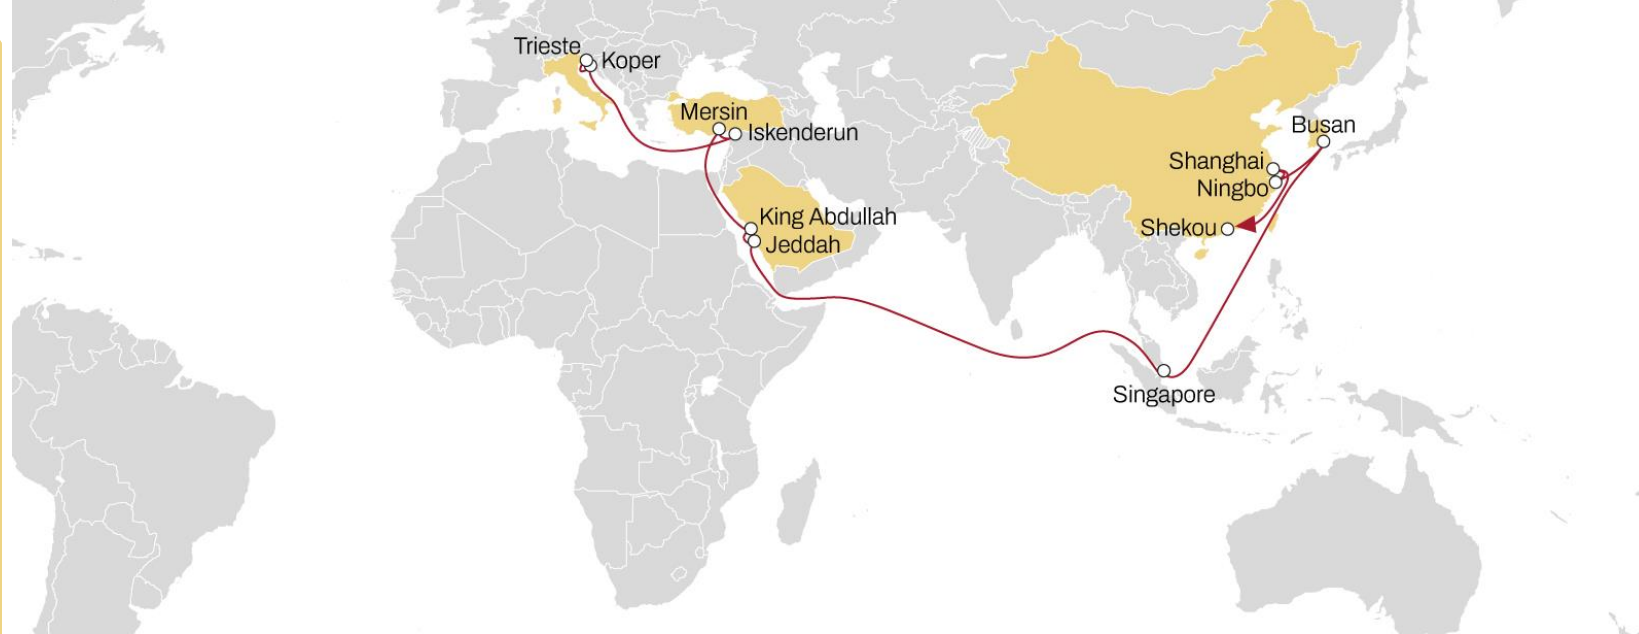 Trieste
Koper
Mersin
Iskenderun
Busan
Shanghai
Ningbo
King Abdullah
Shekou
Jeddah
Singapore